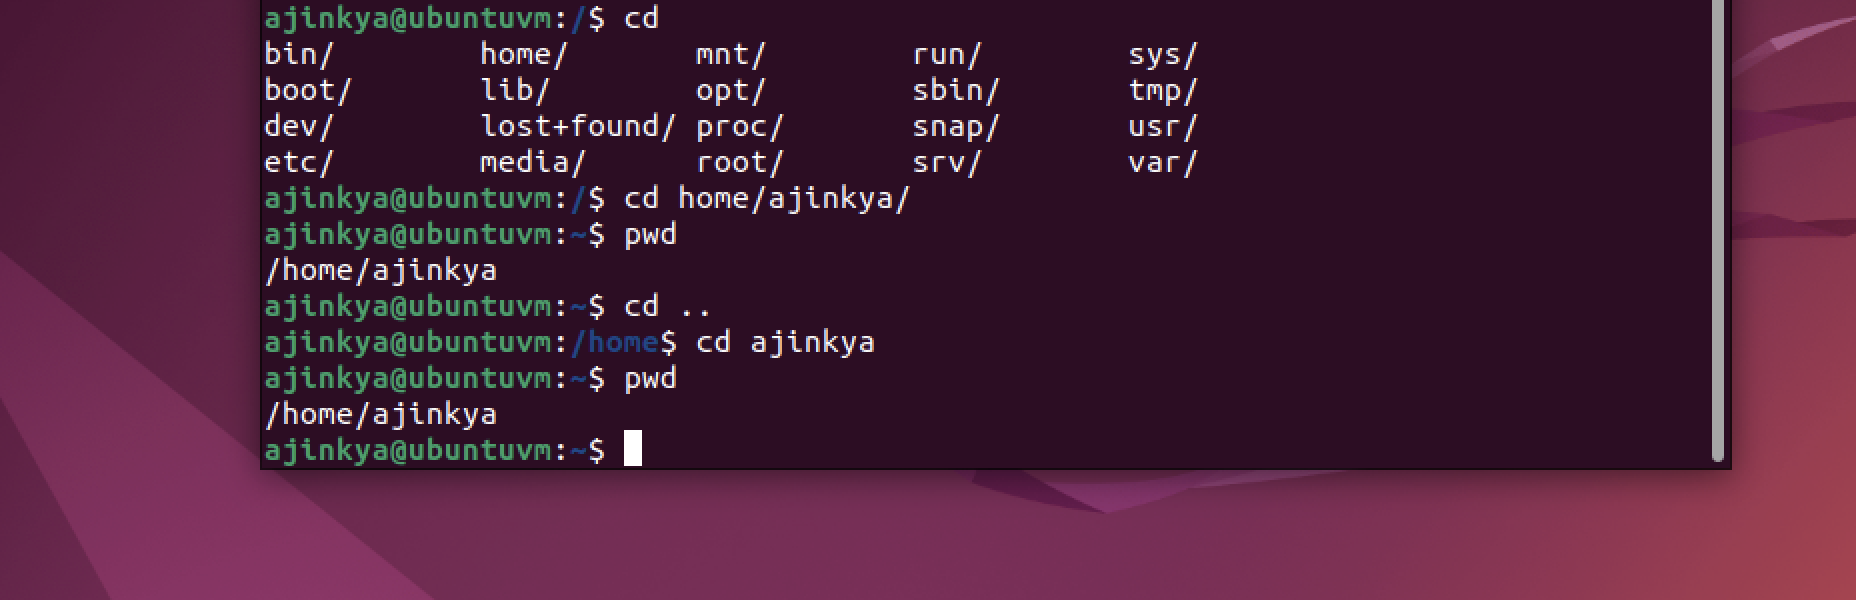 ajinkya@ubuntuvm:/$ cd
bin/ home/ mnt/ run/ sys/
boot/ lib/ opt/ sbin/ tmp/
dev/ lost+found/ proc/ snap/ usr/
etc/ media/ root/ srv/ var/
ajinkya@ubuntuvm:/$ cd home/ajinkya/
ajinkya@ubuntuvm:~$ pwd
/home/ajinkya
ajinkya@ubuntuvm:~$ cd ..
ajinkya@ubuntuvm:/home$ cd ajinkya
ajinkya@ubuntuvm:~$ pwd
/home/ajinkya
ajinkya@ubuntuvm:~$